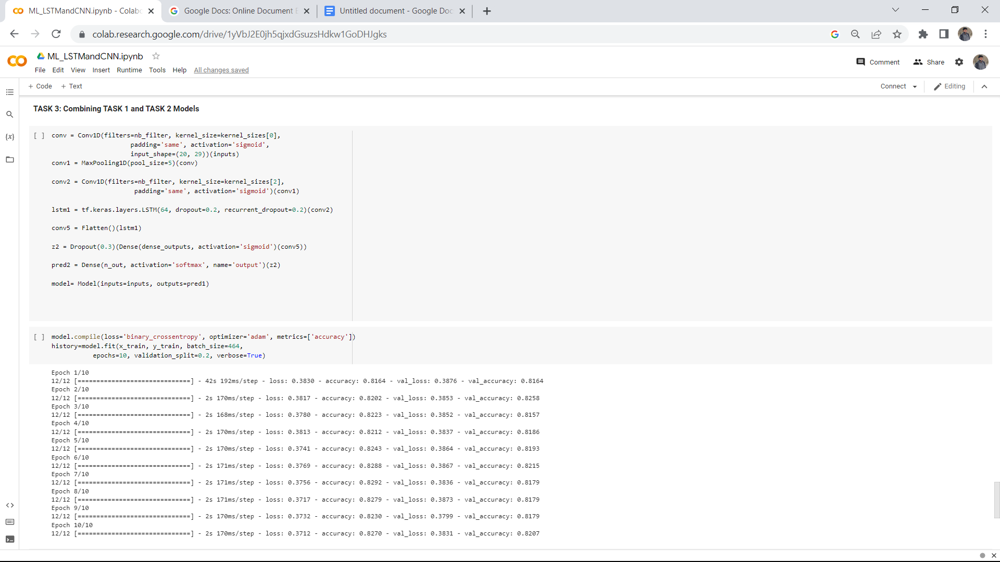 ML_LSTMandCNN.ipynb - Colabc
Google Docs: Online Document E
Untitled document - Google Doc
colab.research.google.com/drive/1yVbJ2E0jh5qjxdGsuzsHdkw1GoDHJgks
ML_LSTMandCNN.ipynb
File Edit View Insert Runtime Tools Help All changes saved
Comment Share
+ Code + Text
Connect Editing
TASK 3: Combining TASK 1 and TASK 2 Models
[ ] conv = Conv1D(filters=nb_filter, kernel_size=kernel_sizes[0],
padding='same', activation='sigmoid',
input_shape=(20, 29))(inputs)
conv1 = MaxPooling1D(pool_size=5)(conv)
conv2 = Conv1D(filters=nb_filter, kernel_size=kernel_sizes[2],
padding='same', activation='sigmoid')(conv1)
lstm1 = tf.keras.layers.LSTM(64, dropout=0.2, recurrent_dropout=0.2)(conv2)
conv5 = Flatten()(lstm1)
z2 = Dropout(0.3)(Dense(dense_outputs, activation='sigmoid')(conv5))
pred2 = Dense(n_out, activation='softmax', name='output')(z2)
model= Model(inputs=inputs, outputs=pred1)
[ ] model.compile(loss='binary_crossentropy', optimizer='adam', metrics=['accuracy'])
history=model.fit(x_train, y_train, batch_size=464,
epochs=10, validation_split=0.2, verbose=True)
Epoch 1/10
12/12 [==============================] - 42s 192ms/step - loss: 0.3830 - accuracy: 0.8164 - val_loss: 0.3876 - val_accuracy: 0.8164
Epoch 2/10
12/12 [==============================] - 2s 170ms/step - loss: 0.3817 - accuracy: 0.8202 - val_loss: 0.3853 - val_accuracy: 0.8258
Epoch 3/10
12/12 [==============================] - 2s 168ms/step - loss: 0.3780 - accuracy: 0.8223 - val_loss: 0.3852 - val_accuracy: 0.8157
Epoch 4/10
12/12 [==============================] - 2s 170ms/step - loss: 0.3813 - accuracy: 0.8212 - val_loss: 0.3837 - val_accuracy: 0.8186
Epoch 5/10
12/12 [==============================] - 2s 170ms/step - loss: 0.3741 - accuracy: 0.8243 - val_loss: 0.3864 - val_accuracy: 0.8193
Epoch 6/10
12/12 [==============================] - 2s 171ms/step - loss: 0.3769 - accuracy: 0.8288 - val_loss: 0.3867 - val_accuracy: 0.8215
Epoch 7/10
12/12 [==============================] - 2s 171ms/step - loss: 0.3756 - accuracy: 0.8292 - val_loss: 0.3836 - val_accuracy: 0.8179
Epoch 8/10
12/12 [==============================] - 2s 171ms/step - loss: 0.3717 - accuracy: 0.8279 - val_loss: 0.3873 - val_accuracy: 0.8179
Epoch 9/10
12/12 [==============================] - 2s 170ms/step - loss: 0.3732 - accuracy: 0.8230 - val_loss: 0.3799 - val_accuracy: 0.8179
Epoch 10/10
12/12 [==============================] - 2s 170ms/step - loss: 0.3712 - accuracy: 0.8270 - val_loss: 0.3831 - val_accuracy: 0.8207